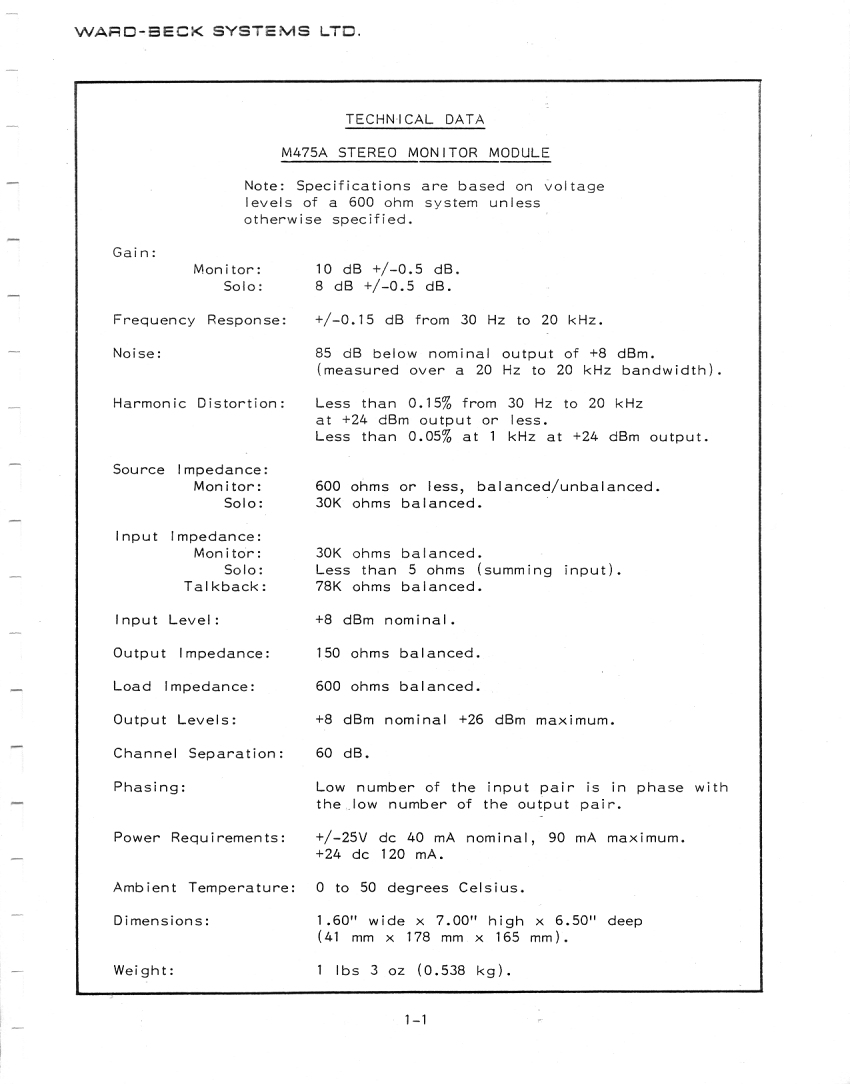 WARD-BECK SYSTEMS LTD.
TECHNICAL DATA
M475A STEREO MONITOR MODULE
Note: Specifications are based on voltage
levels of a 600 ohm system unless
otherwise specified.
Gain:
Monitor: 10 dB +/-0.5 dB.
Solo: 8 dB +/-0.5 dB.
Frequency Response: +/-0.15 dB from 30 Hz to 20 kHz.
Noise: 85 dB below nominal output of +8 dBm.
(measured over a 20 Hz to 20 kHz bandwidth).
Harmonic Distortion: Less than 0.15% from 30 Hz to 20 kHz
at +24 dBm output or less.
Less than 0.05% at 1 kHz at +24 dBm output.
Source Impedance:
Monitor: 600 ohms or less, balanced/unbalanced.
Solo: 30K ohms balanced.
Input Impedance:
Monitor: 30K ohms balanced.
Solo: Less than 5 ohms (summing input).
Talkback: 78K ohms balanced.
Input Level: +8 dBm nominal.
Output Impedance: 150 ohms balanced.
Load Impedance: 600 ohms balanced.
Output Levels: +8 dBm nominal +26 dBm maximum.
Channel Separation: 60 dB.
Phasing: Low number of the input pair is in phase with
the low number of the output pair.
Power Requirements: +/-25V dc 40 mA nominal, 90 mA maximum.
+24 dc 120 mA.
Ambient Temperature: 0 to 50 degrees Celsius.
Dimensions: 1.60" wide x 7.00" high x 6.50" deep
(41 mm x 178 mm x 165 mm).
Weight: 1 lbs 3 oz (0.538 kg).
1-1